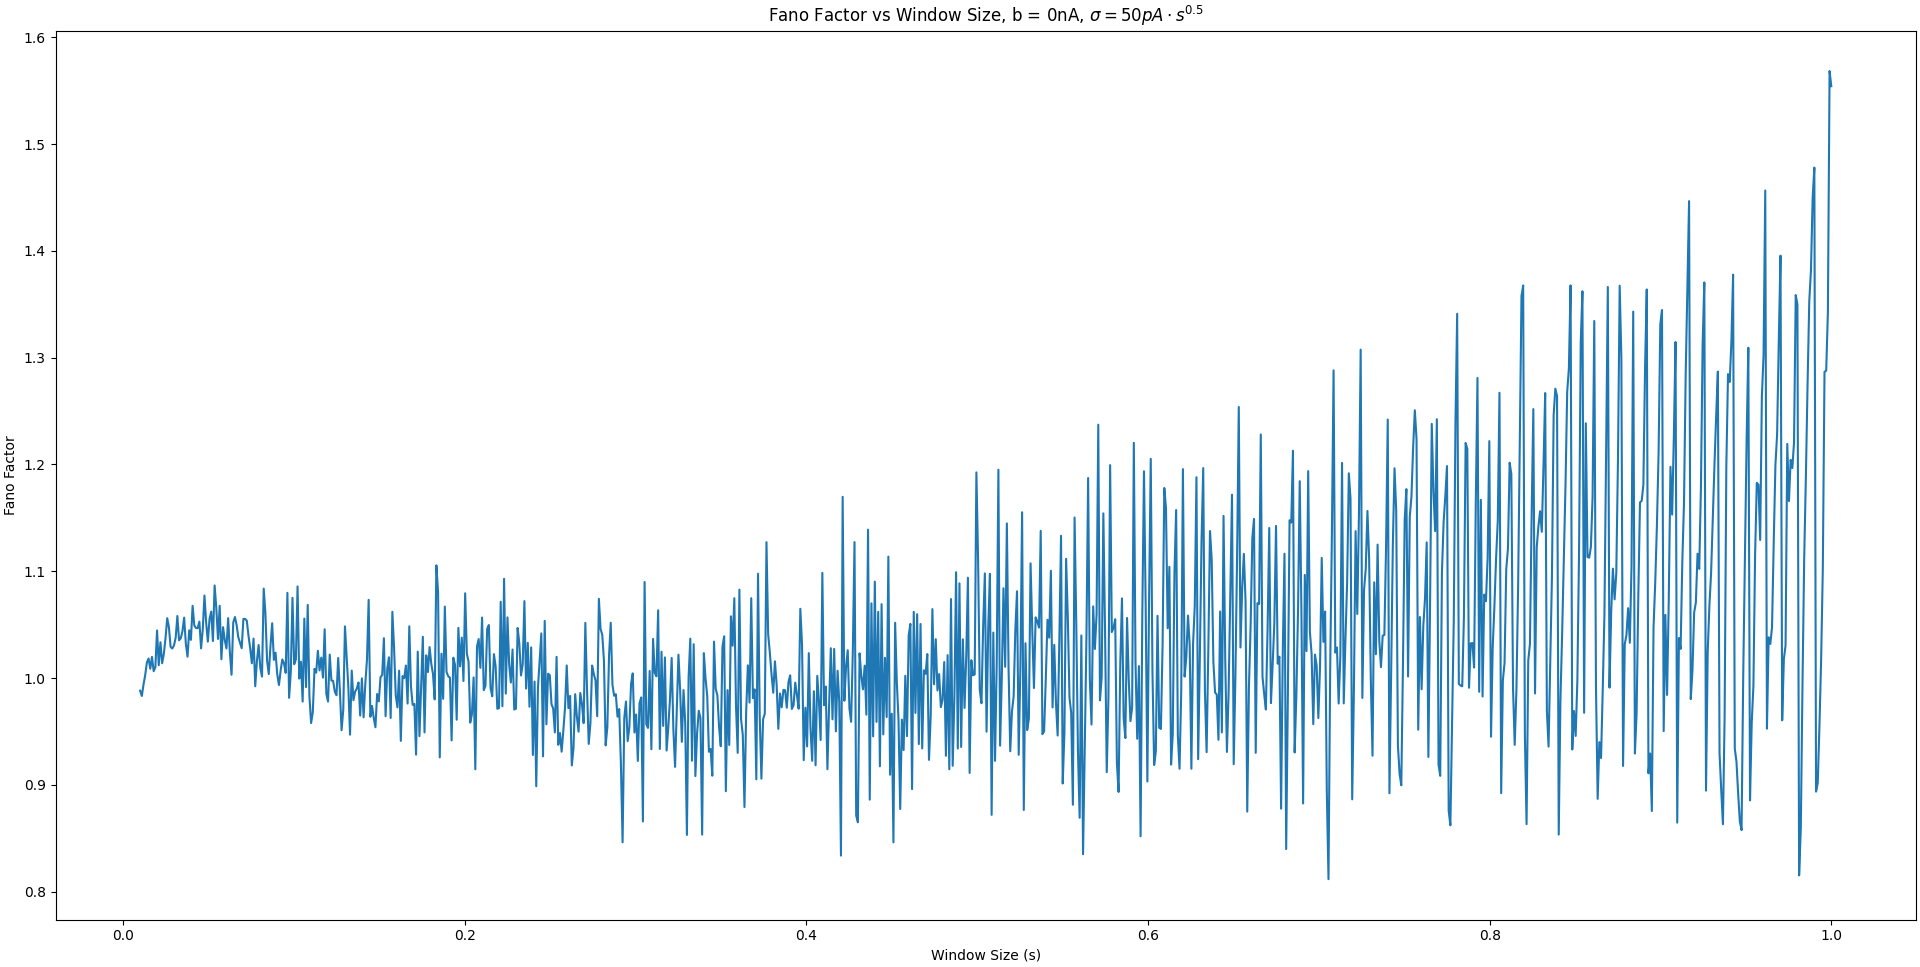 Fano Factor vs Window Size, b = 0nA, σ = 50pA · s^0.5
1.6
1.5
1.4
1.3
1.2
1.1
1.0
0.9
0.8
Fano Factor
0.0 0.2 0.4 0.6 0.8 1.0
Window Size (s)